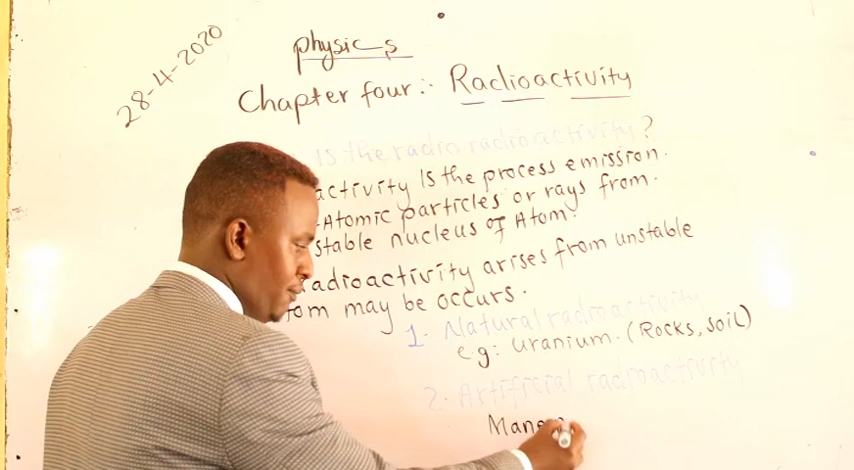 28-4-2020
physics
Chapter four:- Radioactivity
Is the radio radioactivity?
activity Is the process emission.
-Atomic particles or rays from.
stable nucleus of Atom.
radioactivity arises from unstable
tom may be occurs.
1. Natural radioactivity
e.g: Uranium. (Rocks, soil)
2. Artificial radioactivity